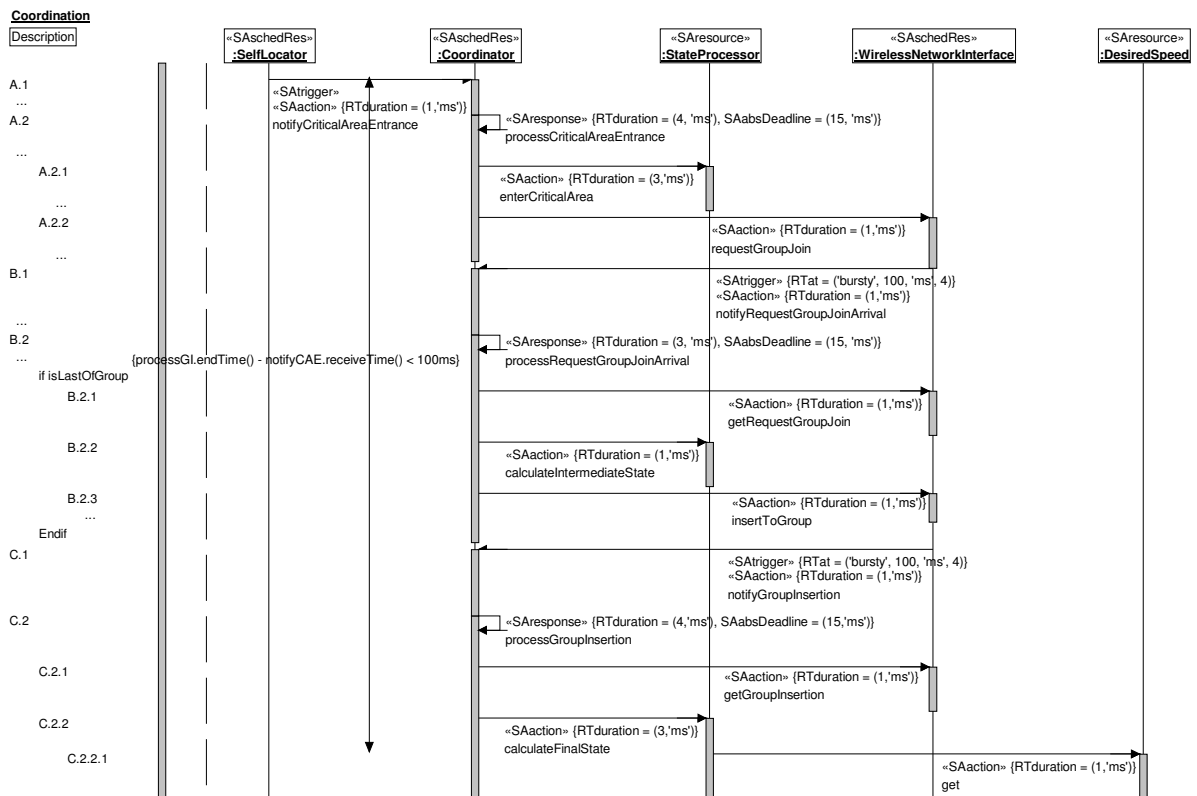 Coordination
Description
«SAschedRes»
:SelfLocator
«SAschedRes»
:Coordinator
«SAresource»
:StateProcessor
«SAschedRes»
:WirelessNetworkInterface
«SAresource»
:DesiredSpeed
A.1
«SAtrigger»
...
«SAaction» {RTduration = (1,'ms')}
A.2
notifyCriticalAreaEntrance
«SAresponse» {RTduration = (4, 'ms'), SAabsDeadline = (15, 'ms')}
processCriticalAreaEntrance
...
A.2.1
«SAaction» {RTduration = (3,'ms')}
enterCriticalArea
...
A.2.2
«SAaction» {RTduration = (1,'ms')}
requestGroupJoin
...
B.1
«SAtrigger» {RTat = ('bursty', 100, 'ms', 4)}
«SAaction» {RTduration = (1,'ms')}
notifyRequestGroupJoinArrival
...
B.2
«SAresponse» {RTduration = (3, 'ms'), SAabsDeadline = (15, 'ms')}
...
{processGI.endTime() - notifyCAE.receiveTime() < 100ms}
processRequestGroupJoinArrival
if isLastOfGroup
B.2.1
«SAaction» {RTduration = (1,'ms')}
getRequestGroupJoin
B.2.2
«SAaction» {RTduration = (1,'ms')}
calculateIntermediateState
B.2.3
«SAaction» {RTduration = (1,'ms')}
...
insertToGroup
Endif
C.1
«SAtrigger» {RTat = ('bursty', 100, 'ms', 4)}
«SAaction» {RTduration = (1,'ms')}
notifyGroupInsertion
C.2
«SAresponse» {RTduration = (4,'ms'), SAabsDeadline = (15,'ms')}
processGroupInsertion
C.2.1
«SAaction» {RTduration = (1,'ms')}
getGroupInsertion
C.2.2
«SAaction» {RTduration = (3,'ms')}
calculateFinalState
C.2.2.1
«SAaction» {RTduration = (1,'ms')}
get